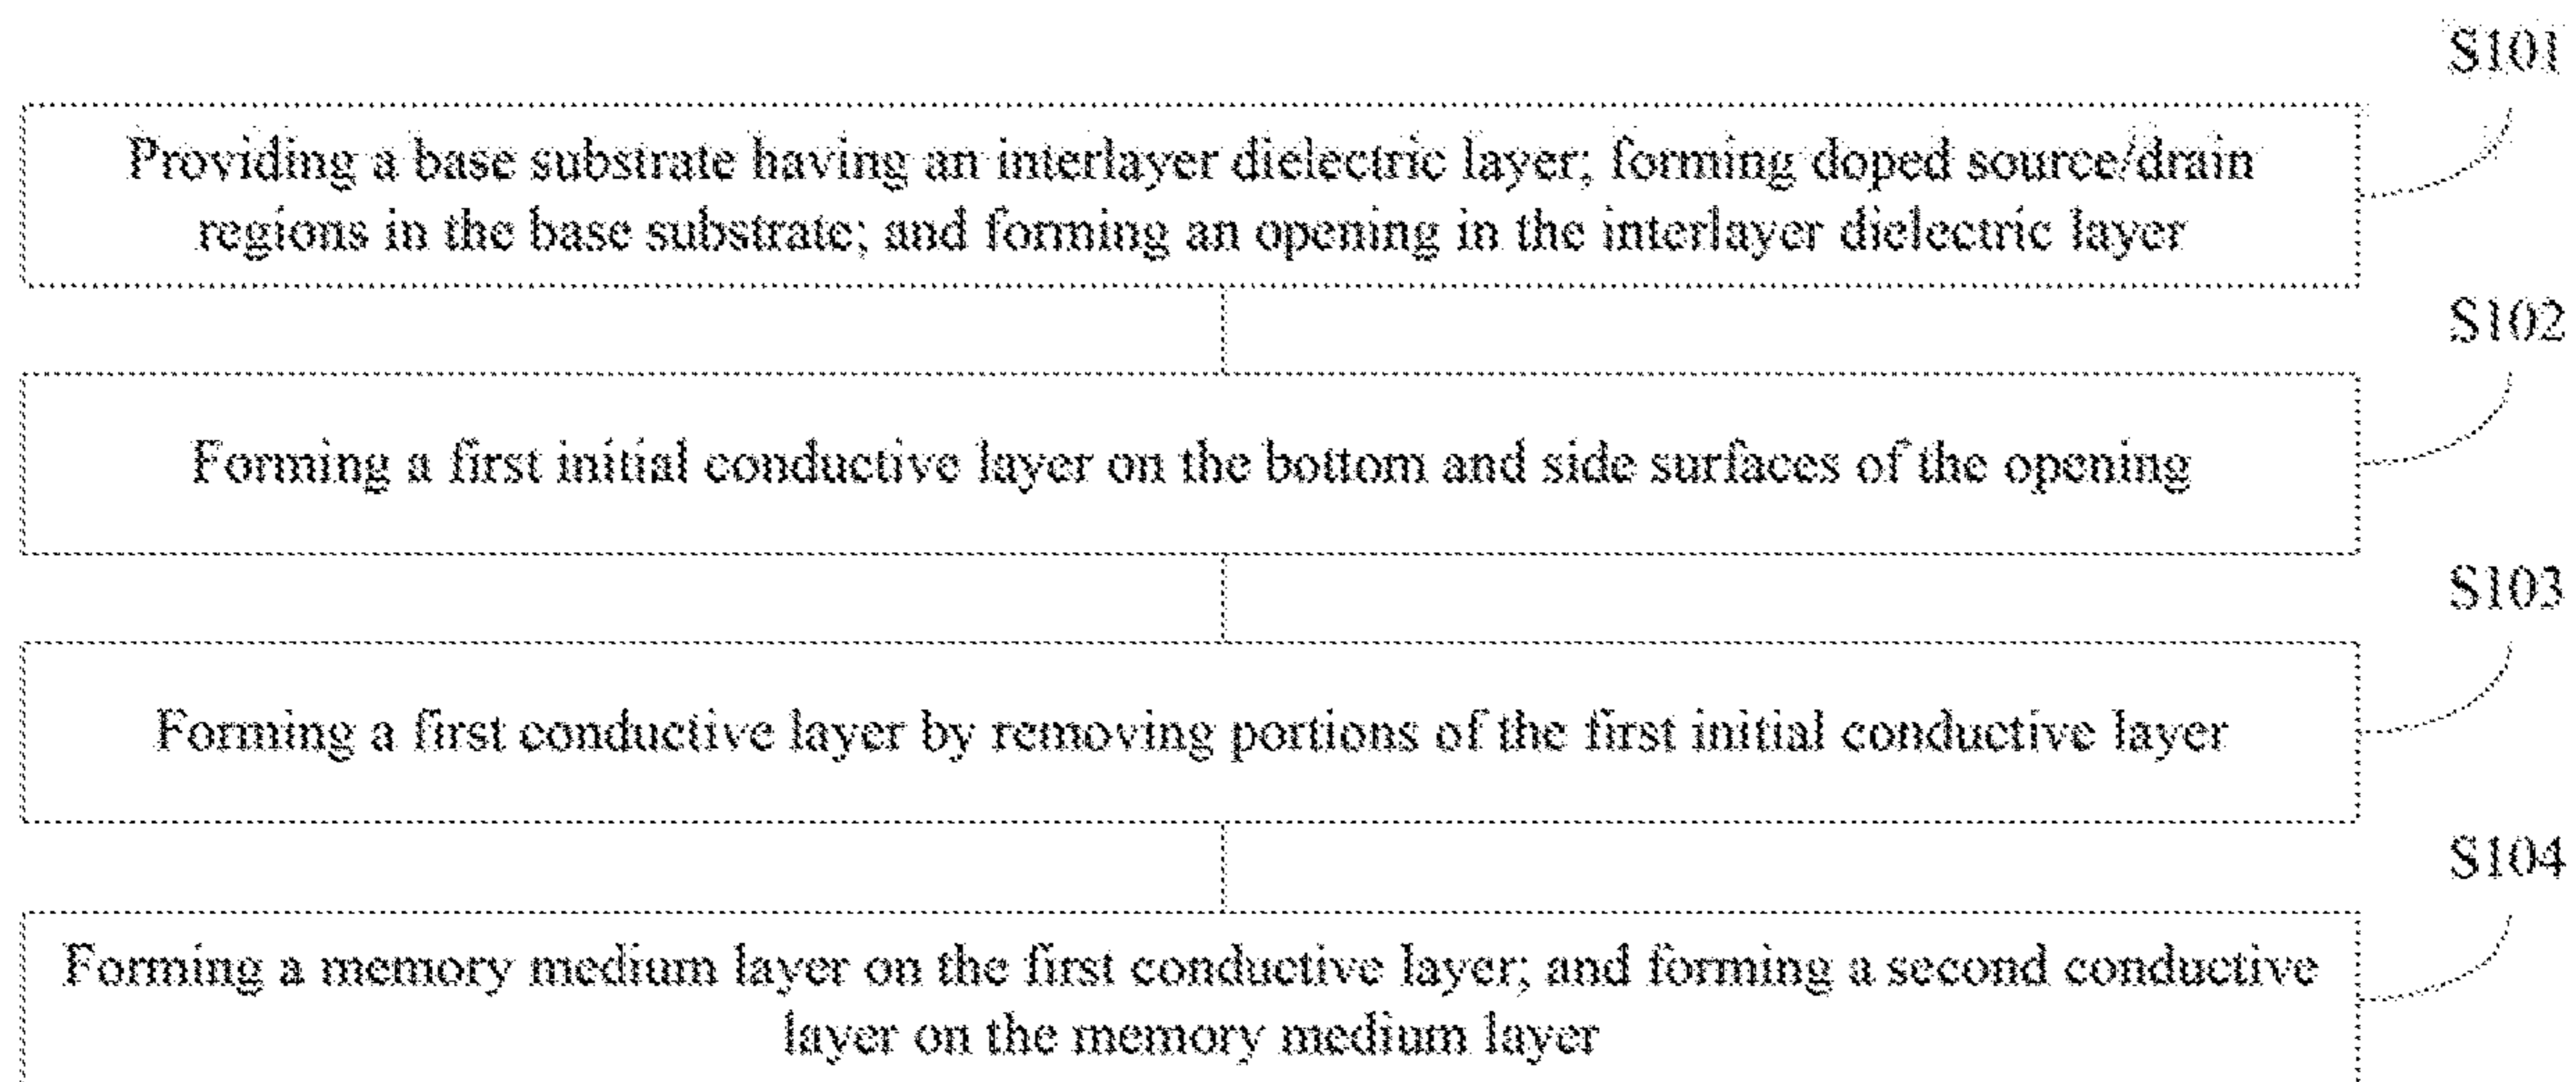 S101
Providing a base substrate having an interlayer dielectric layer; forming doped source/drain
regions in the base substrate; and forming an opening in the interlayer dielectric layer
S102
Forming a first initial conductive layer on the bottom and side surfaces of the opening
S103
Forming a first conductive layer by removing portions of the first initial conductive layer
S104
Forming a memory medium layer on the first conductive layer; and forming a second conductive
layer on the memory medium layer